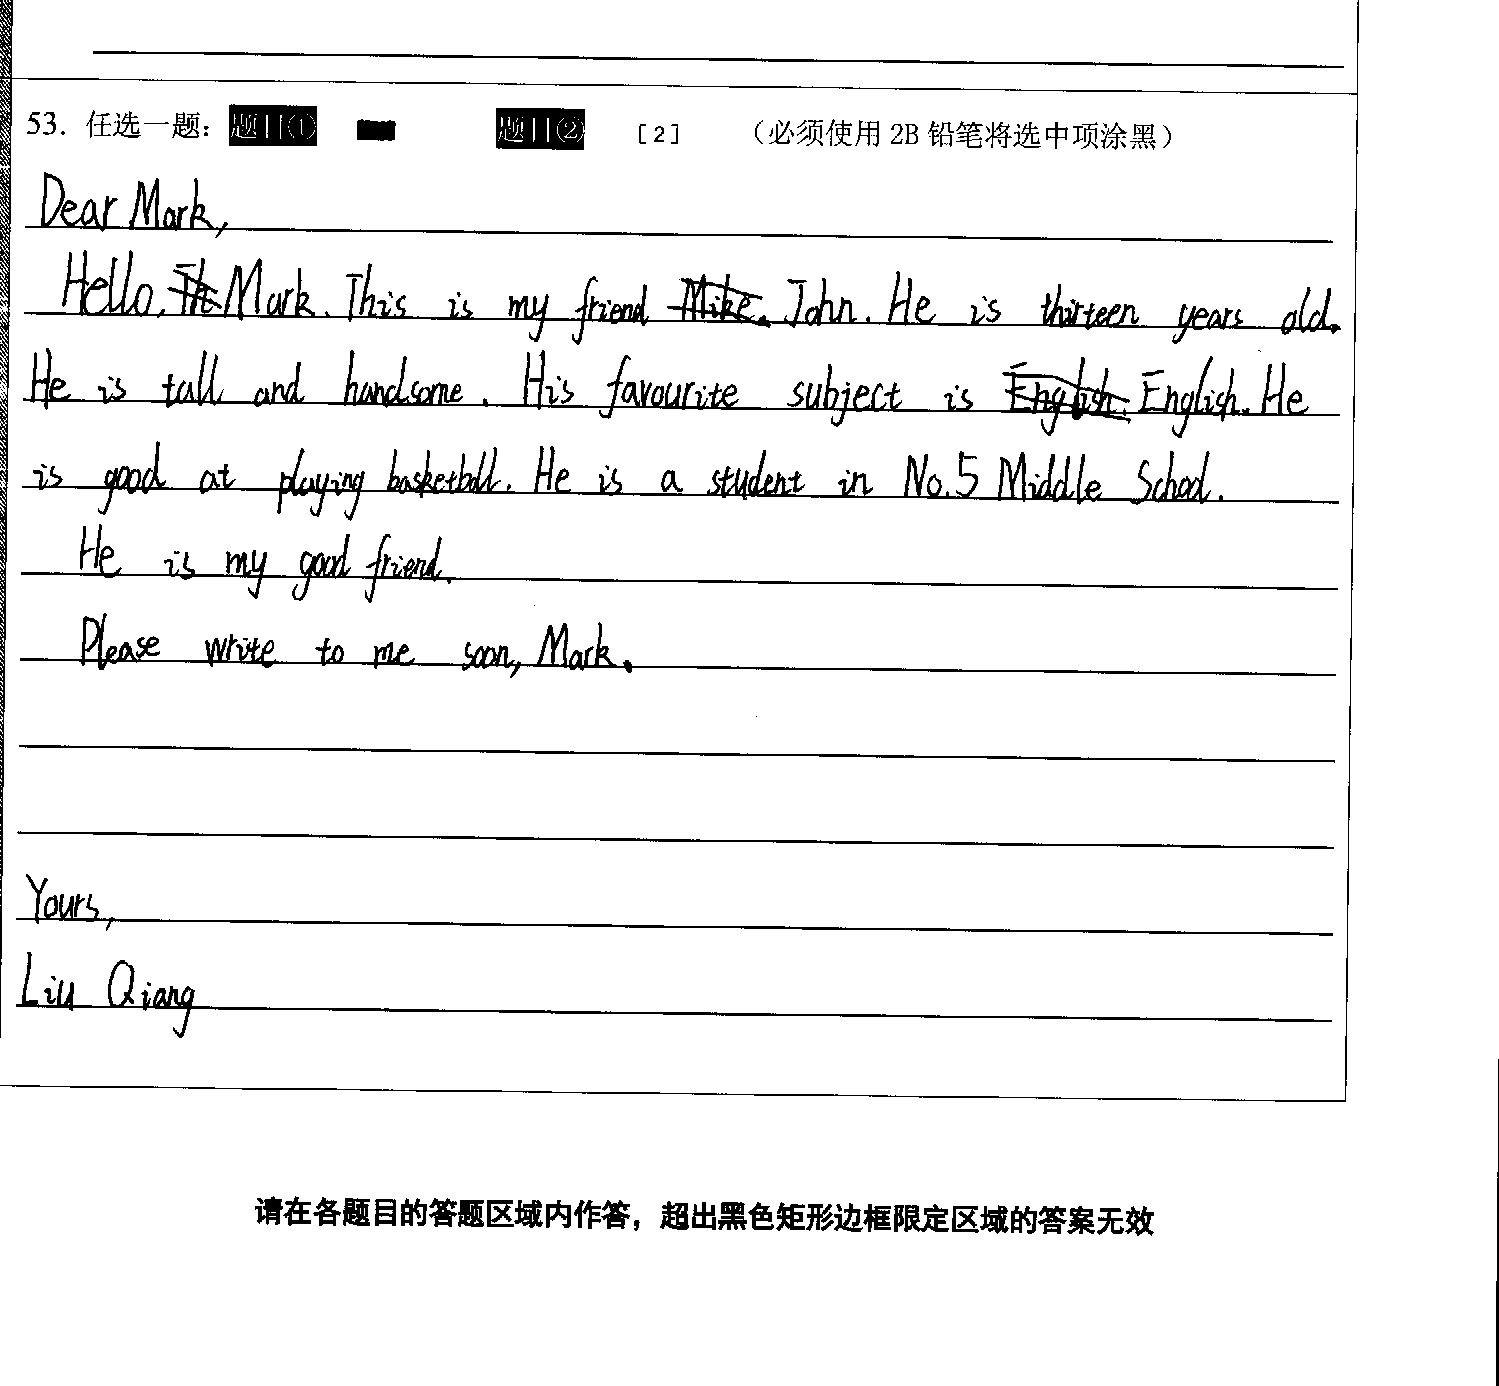 53. 任选一题： 题目① 题目② [2] （必须使用 2B 铅笔将选中项涂黑）
Dear Mark,
Hello, Mark. This is my friend John. He is thirteen years old.
He is tall and handsome. His favourite subject is English. He
is good at playing basketball. He is a student in No.5 Middle School.
He is my good friend.
Please write to me soon, Mark.
Yours,
Liu Qiang
请在各题目的答题区域内作答，超出黑色矩形边框限定区域的答案无效